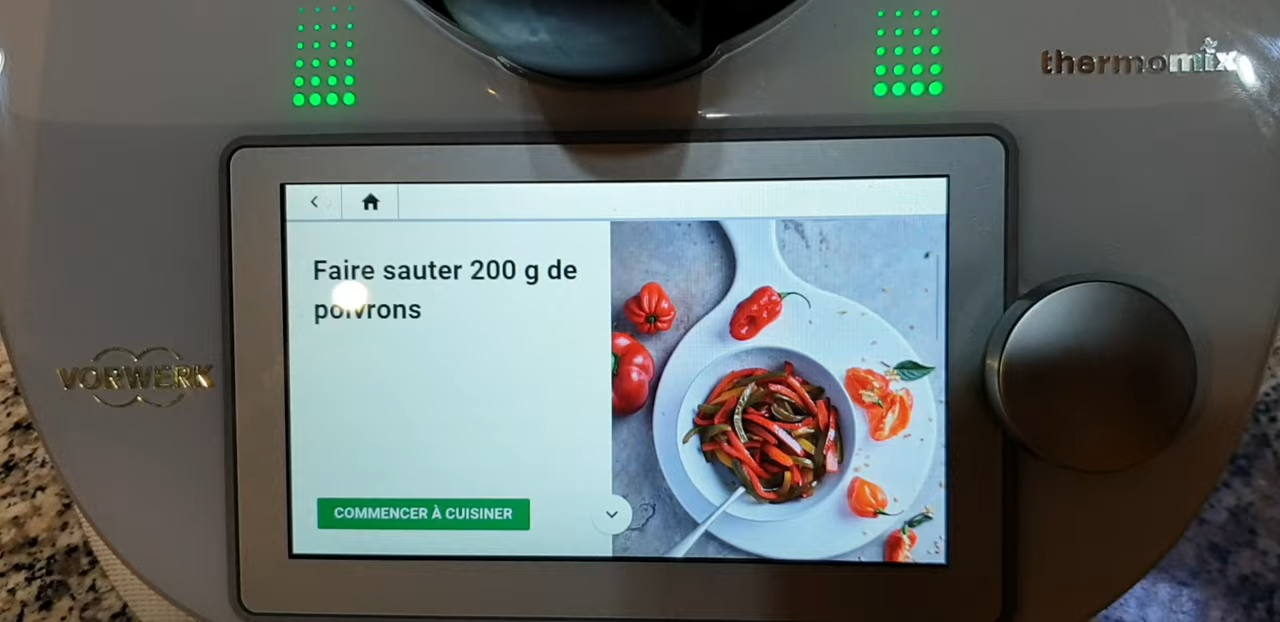 thermomix
Faire sauter 200 g de
poivrons
VORWERK
COMMENCER À CUISINER